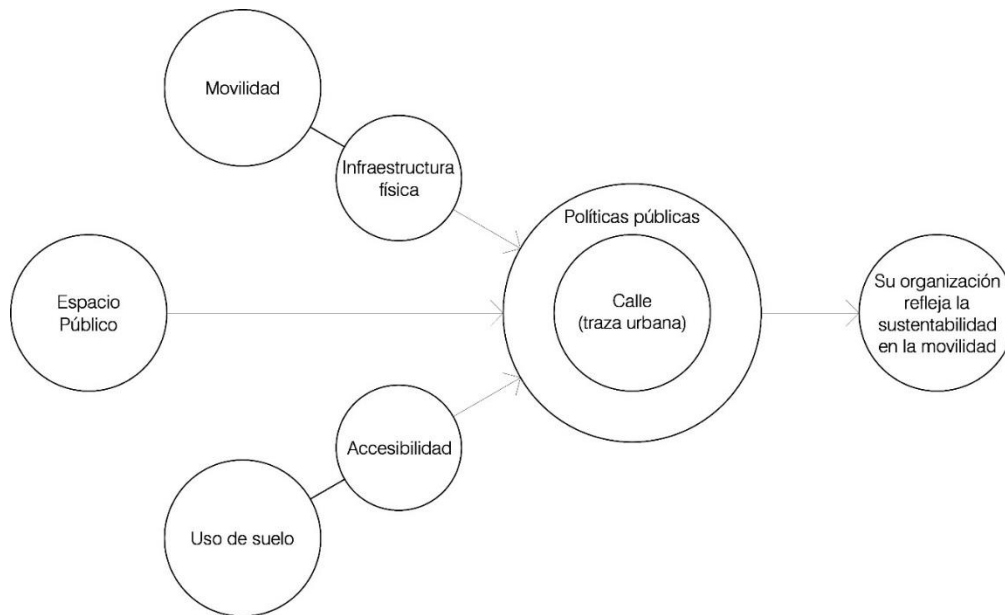 Movilidad
Infraestructura
física
Políticas públicas
Espacio
Público
Calle
(traza urbana)
Su organización
refleja la
sustentabilidad
en la movilidad
Accesibilidad
Uso de suelo